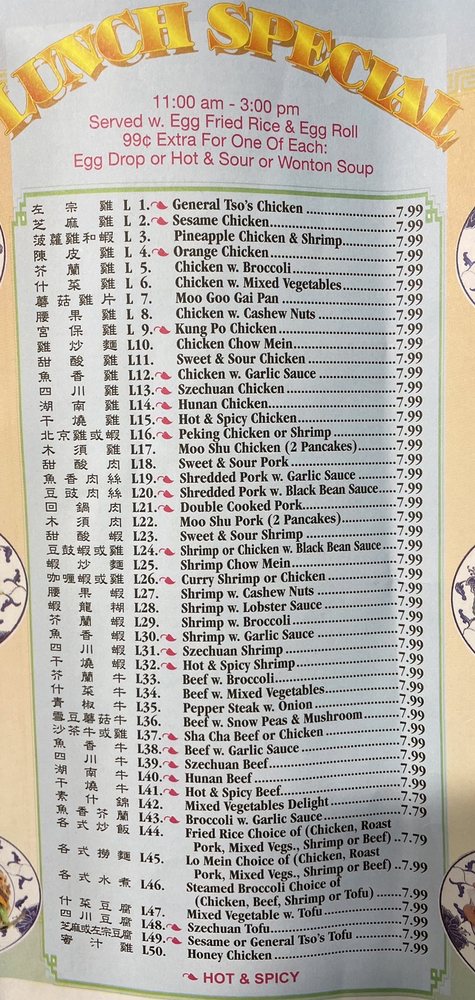 LUNCH SPECIAL
11:00 am - 3:00 pm
Served w. Egg Fried Rice & Egg Roll
99¢ Extra For One Of Each:
Egg Drop or Hot & Sour or Wonton Soup
左宗雞 L 1. General Tso's Chicken 7.99
芝麻雞 L 2. Sesame Chicken 7.99
菠蘿雞和蝦 L 3. Pineapple Chicken & Shrimp 7.99
陳皮雞 L 4. Orange Chicken 7.99
芥蘭雞 L 5. Chicken w. Broccoli 7.99
什菜雞 L 6. Chicken w. Mixed Vegetables 7.99
蘑菇雞片 L 7. Moo Goo Gai Pan 7.99
腰果雞 L 8. Chicken w. Cashew Nuts 7.99
宮保雞 L 9. Kung Po Chicken 7.99
雞炒麵 L10. Chicken Chow Mein 7.99
甜酸雞 L11. Sweet & Sour Chicken 7.99
魚香雞 L12. Chicken w. Garlic Sauce 7.99
四川雞 L13. Szechuan Chicken 7.99
湖南雞 L14. Hunan Chicken 7.99
干燒雞 L15. Hot & Spicy Chicken 7.99
北京雞或蝦 L16. Peking Chicken or Shrimp 7.99
木須雞 L17. Moo Shu Chicken (2 Pancakes) 7.99
甜酸肉 L18. Sweet & Sour Pork 7.99
魚香肉絲 L19. Shredded Pork w. Garlic Sauce 7.99
豆豉肉絲 L20. Shredded Pork w. Black Bean Sauce 7.99
回鍋肉 L21. Double Cooked Pork 7.99
木須肉 L22. Moo Shu Pork (2 Pancakes) 7.99
甜酸蝦 L23. Sweet & Sour Shrimp 7.99
豆鼓蝦或雞 L24. Shrimp or Chicken w. Black Bean Sauce 7.99
蝦炒麵 L25. Shrimp Chow Mein 7.99
咖喱蝦或雞 L26. Curry Shrimp or Chicken 7.99
腰果蝦 L27. Shrimp w. Cashew Nuts 7.99
蝦龍糊 L28. Shrimp w. Lobster Sauce 7.99
芥蘭蝦 L29. Shrimp w. Broccoli 7.99
魚香蝦 L30. Shrimp w. Garlic Sauce 7.99
四川蝦 L31. Szechuan Shrimp 7.99
干燒蝦 L32. Hot & Spicy Shrimp 7.99
芥蘭牛 L33. Beef w. Broccoli 7.99
什菜牛 L34. Beef w. Mixed Vegetables 7.99
青椒牛 L35. Pepper Steak w. Onion 7.99
雪豆蘑菇牛 L36. Beef w. Snow Peas & Mushroom 7.99
沙茶牛或雞 L37. Sha Cha Beef or Chicken 7.99
魚香牛 L38. Beef w. Garlic Sauce 7.99
四川牛 L39. Szechuan Beef 7.99
湖南牛 L40. Hunan Beef 7.99
干燒牛 L41. Hot & Spicy Beef 7.99
素什錦 L42. Mixed Vegetables Delight 7.79
魚香芥蘭 L43. Broccoli w. Garlic Sauce 7.79
各式炒飯 L44. Fried Rice Choice of (Chicken, Roast
Pork, Mixed Vegs., Shrimp or Beef) 7.79
各式撈麵 L45. Lo Mein Choice of (Chicken, Roast
Pork, Mixed Vegs., Shrimp or Beef) 7.99
各式水煮 L46. Steamed Broccoli Choice of
(Chicken, Beef, Shrimp or Tofu) 7.99
什菜豆腐 L47. Mixed Vegetable w. Tofu 7.99
四川豆腐 L48. Szechuan Tofu 7.99
芝麻或左宗豆腐 L49. Sesame or General Tso's Tofu 7.99
蜜汁雞 L50. Honey Chicken 7.99
HOT & SPICY